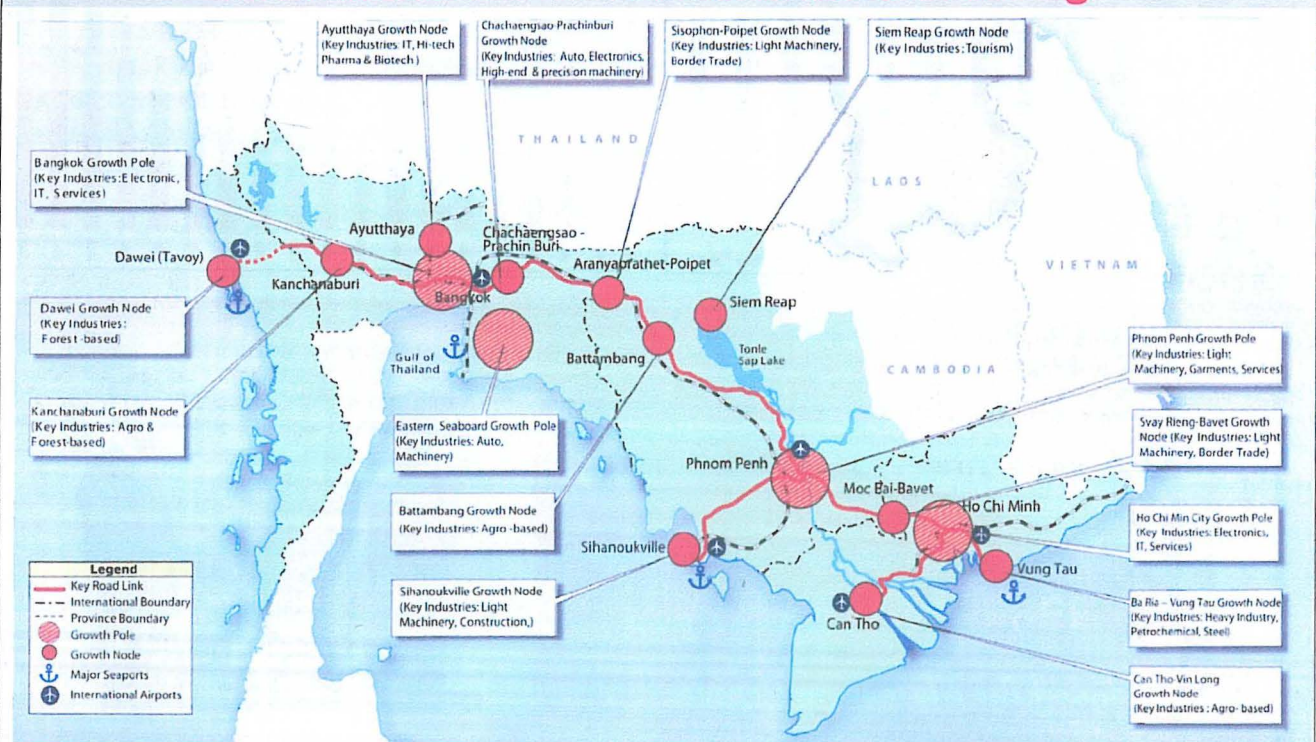 Ayutthaya Growth Node
(Key Industries: IT, Hi-tech
Pharma & Biotech )
Chachaengsao-Prachinburi
Growth Node
(Key Industries: Auto, Electronics,
High-end & precision machinery)
Sisophon-Poipet Growth Node
(Key Industries: Light Machinery,
Border Trade)
Siem Reap Growth Node
(Key Industries: Tourism)
THAILAND
LAOS
VIETNAM
CAMBODIA
Bangkok Growth Pole
(Key Industries: Electronic,
IT, Services)
Ayutthaya
Chachaengsao -
Prachin Buri
Dawei (Tavoy)
Kanchanaburi
Bangkok
Aranyaprathet-Poipet
Siem Reap
Dawei Growth Node
(Key Industries:
Forest -based)
Gulf of
Thailand
Battambang
Tonle
Sap Lake
Phnom Penh Growth Pole
(Key Industries: Light
Machinery, Garments, Services)
Kanchanaburi Growth Node
(Key Industries: Agro &
Forest-based)
Eastern Seaboard Growth Pole
(Key Industries: Auto,
Machinery)
Svay Rieng-Bavet Growth
Node (Key Industries: Light
Machinery, Border Trade)
Phnom Penh
Moc Bai-Bavet
Ho Chi Minh
Battambang Growth Node
(Key Industries: Agro -based)
Ho Chi Min City Growth Pole
(Key Industries: Electronics,
IT, Services)
Sihanoukville
Vung Tau
Sihanoukville Growth Node
(Key Industries: Light
Machinery, Construction,)
Can Tho
Ba Ria - Vung Tau Growth Node
(Key Industries: Heavy Industry,
Petrochemical, Steel)
Can Tho-Vin Long
Growth Node
(Key Industries : Agro- based)
Legend
Key Road Link
International Boundary
Province Boundary
Growth Pole
Growth Node
Major Seaports
International Airports